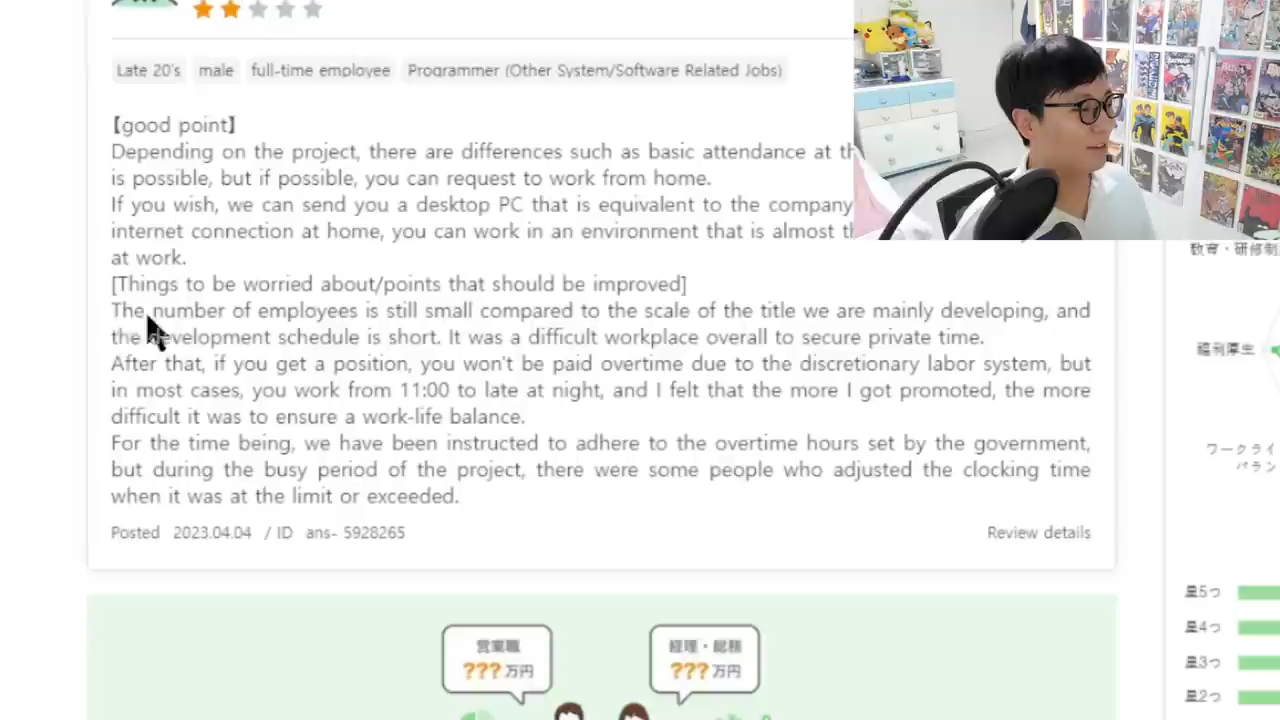 Late 20's male full-time employee Programmer (Other System/Software Related Jobs)
【good point】
Depending on the project, there are differences such as basic attendance at
is possible, but if possible, you can request to work from home.
If you wish, we can send you a desktop PC that is equivalent to the company
internet connection at home, you can work in an environment that is almost
at work.
[Things to be worried about/points that should be improved]
The number of employees is still small compared to the scale of the title we are mainly developing, and
the development schedule is short. It was a difficult workplace overall to secure private time.
After that, if you get a position, you won't be paid overtime due to the discretionary labor system, but
in most cases, you work from 11:00 to late at night, and I felt that the more I got promoted, the more
difficult it was to ensure a work-life balance.
For the time being, we have been instructed to adhere to the overtime hours set by the government,
but during the busy period of the project, there were some people who adjusted the clocking time
when it was at the limit or exceeded.
Posted 2023.04.04 / ID ans- 5928265
Review details
営業職
???万円
経理・総務
???万円
教育・研修制
福利厚生
ワークライ
バラン
星5つ
星4つ
星3つ
星2つ